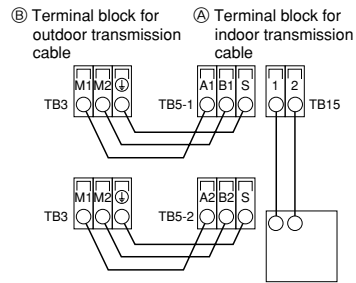 Ⓑ Terminal block for
outdoor transmission
cable
Ⓐ Terminal block for
indoor transmission
cable
TB3 M1 M2 ⏚
TB5-1 A1 B1 S
1 2 TB15
TB3 M1 M2 ⏚
TB5-2 A2 B2 S